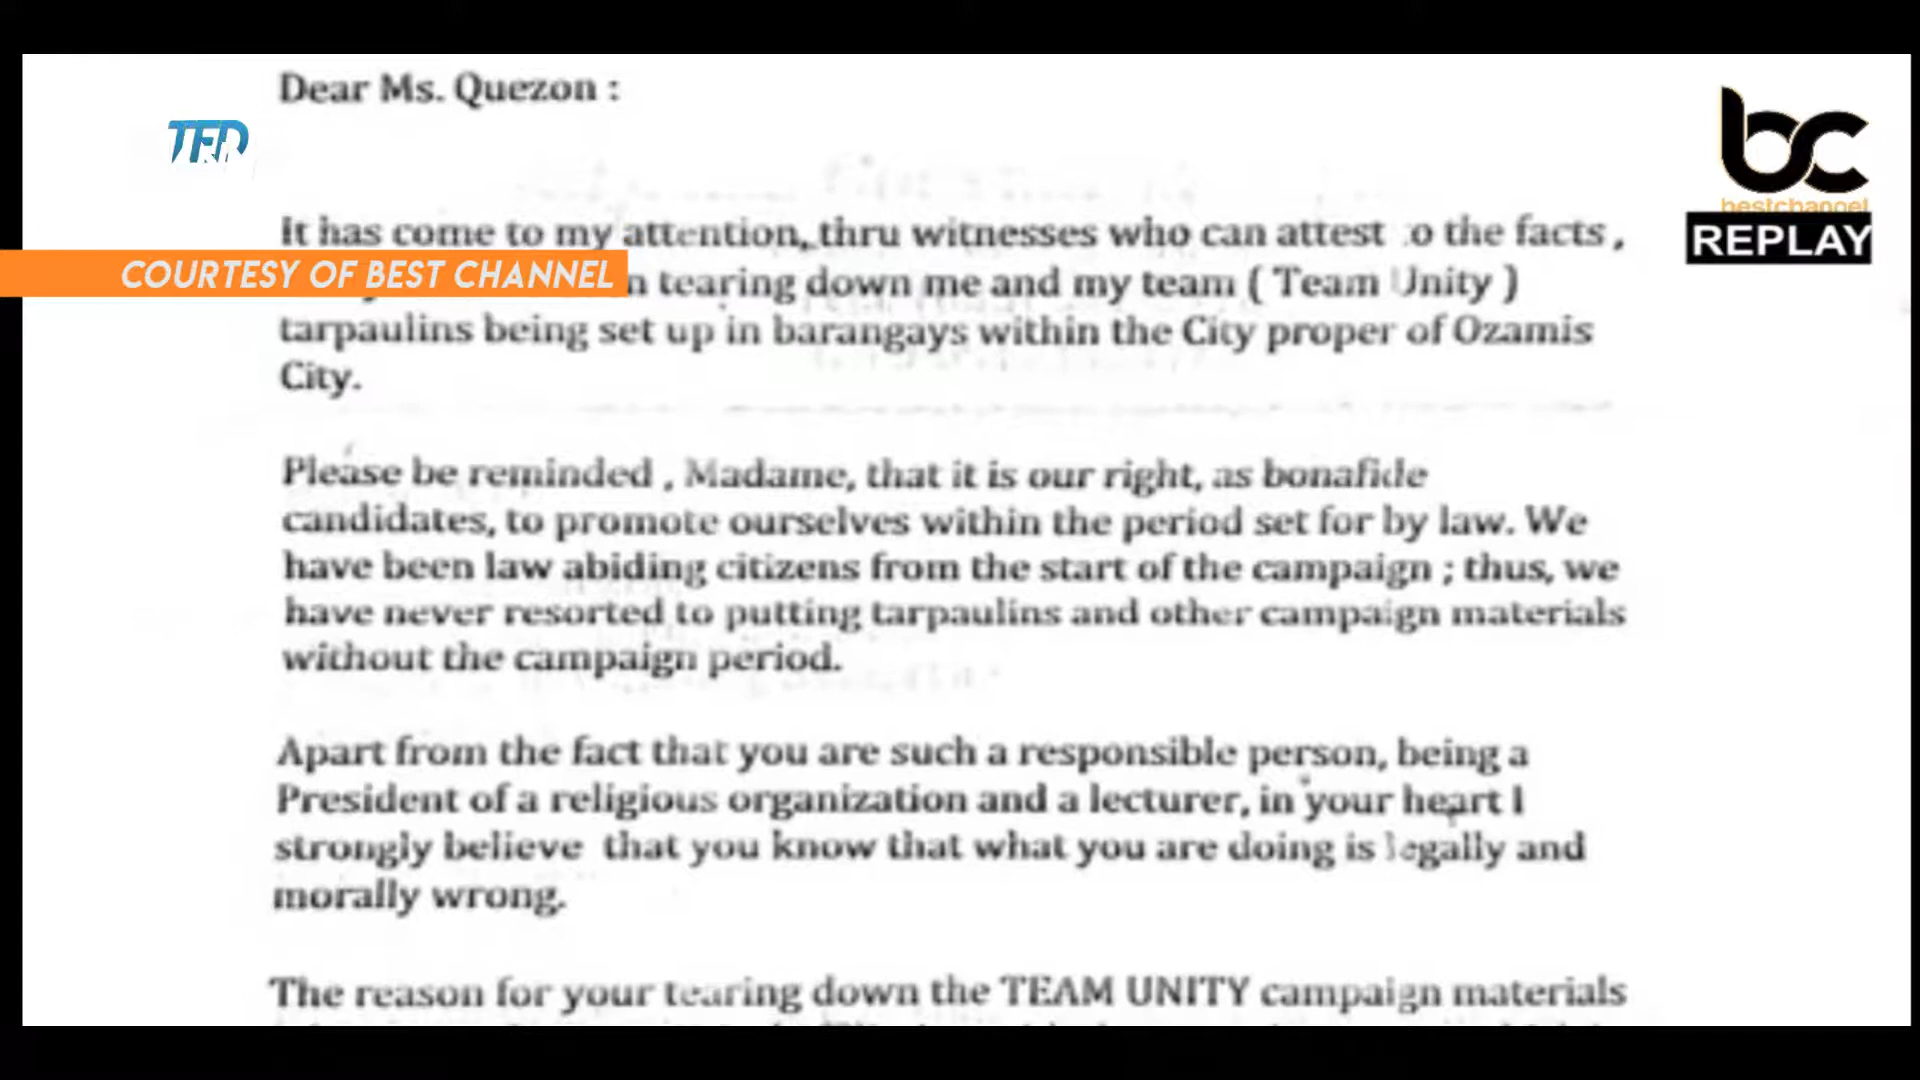 Dear Ms. Quezon :
TFD
bc
bestchannel
REPLAY
It has come to my attention, thru witnesses who can attest to the facts ,
COURTESY OF BEST CHANNEL
tearing down me and my team ( Team Unity )
tarpaulins being set up in barangays within the City proper of Ozamis
City.
Please be reminded , Madame, that it is our right, as bonafide
candidates, to promote ourselves within the period set for by law. We
have been law abiding citizens from the start of the campaign ; thus, we
have never resorted to putting tarpaulins and other campaign materials
without the campaign period.
Apart from the fact that you are such a responsible person, being a
President of a religious organization and a lecturer, in your heart I
strongly believe that you know that what you are doing is legally and
morally wrong.
The reason for your tearing down the TEAM UNITY campaign materials